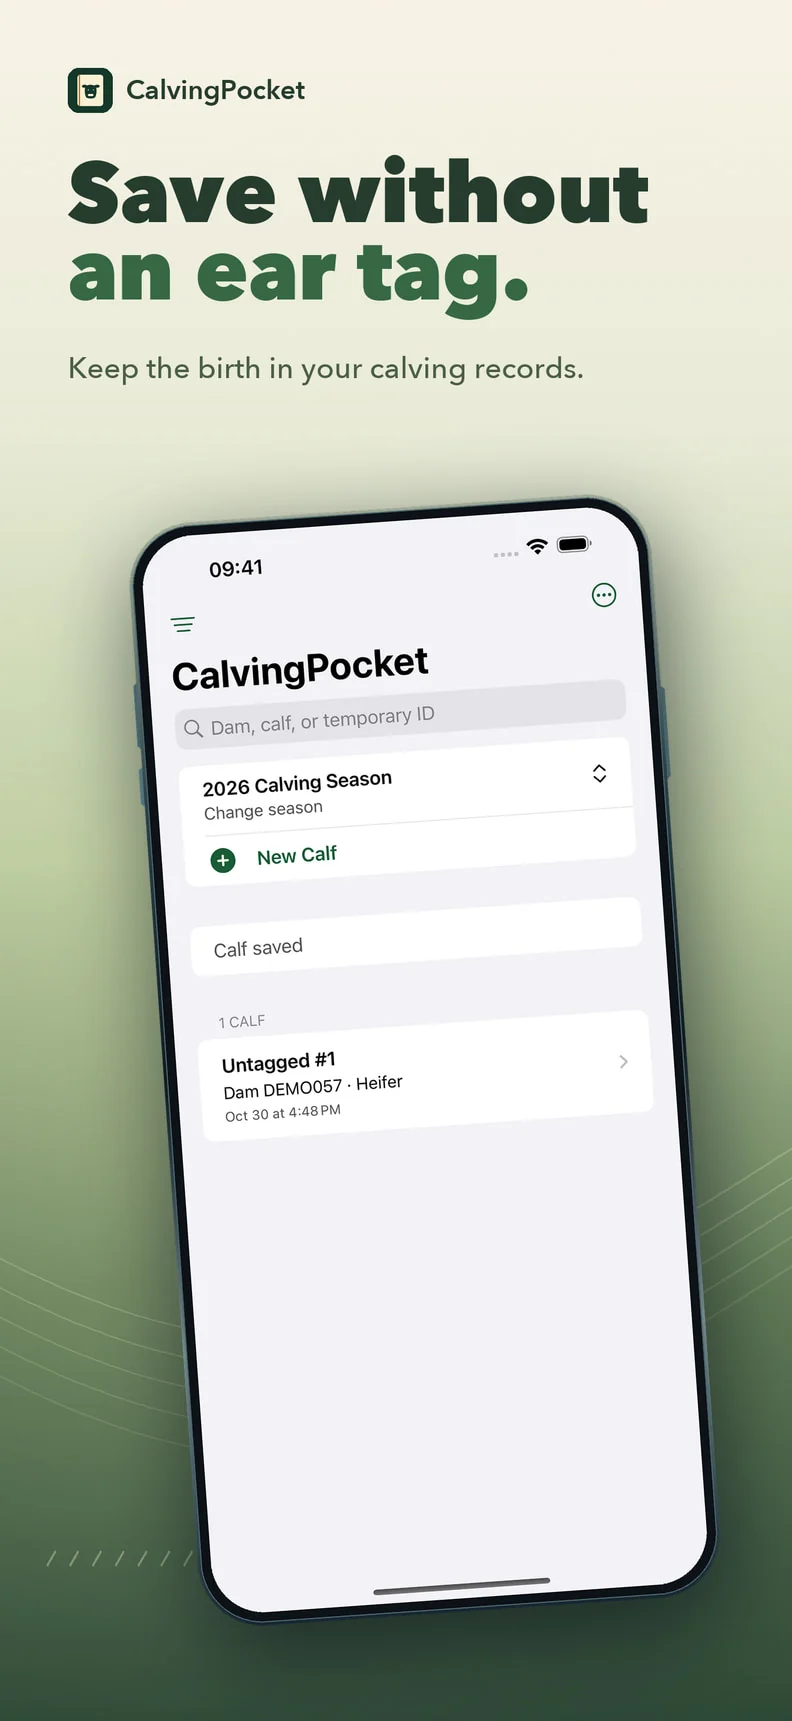 CalvingPocket
Save without
an ear tag.
Keep the birth in your calving records.
09:41
CalvingPocket
Dam, calf, or temporary ID
2026 Calving Season
Change season
New Calf
Calf saved
1 CALF
Untagged #1
Dam DEMO057 · Heifer
Oct 30 at 4:48 PM